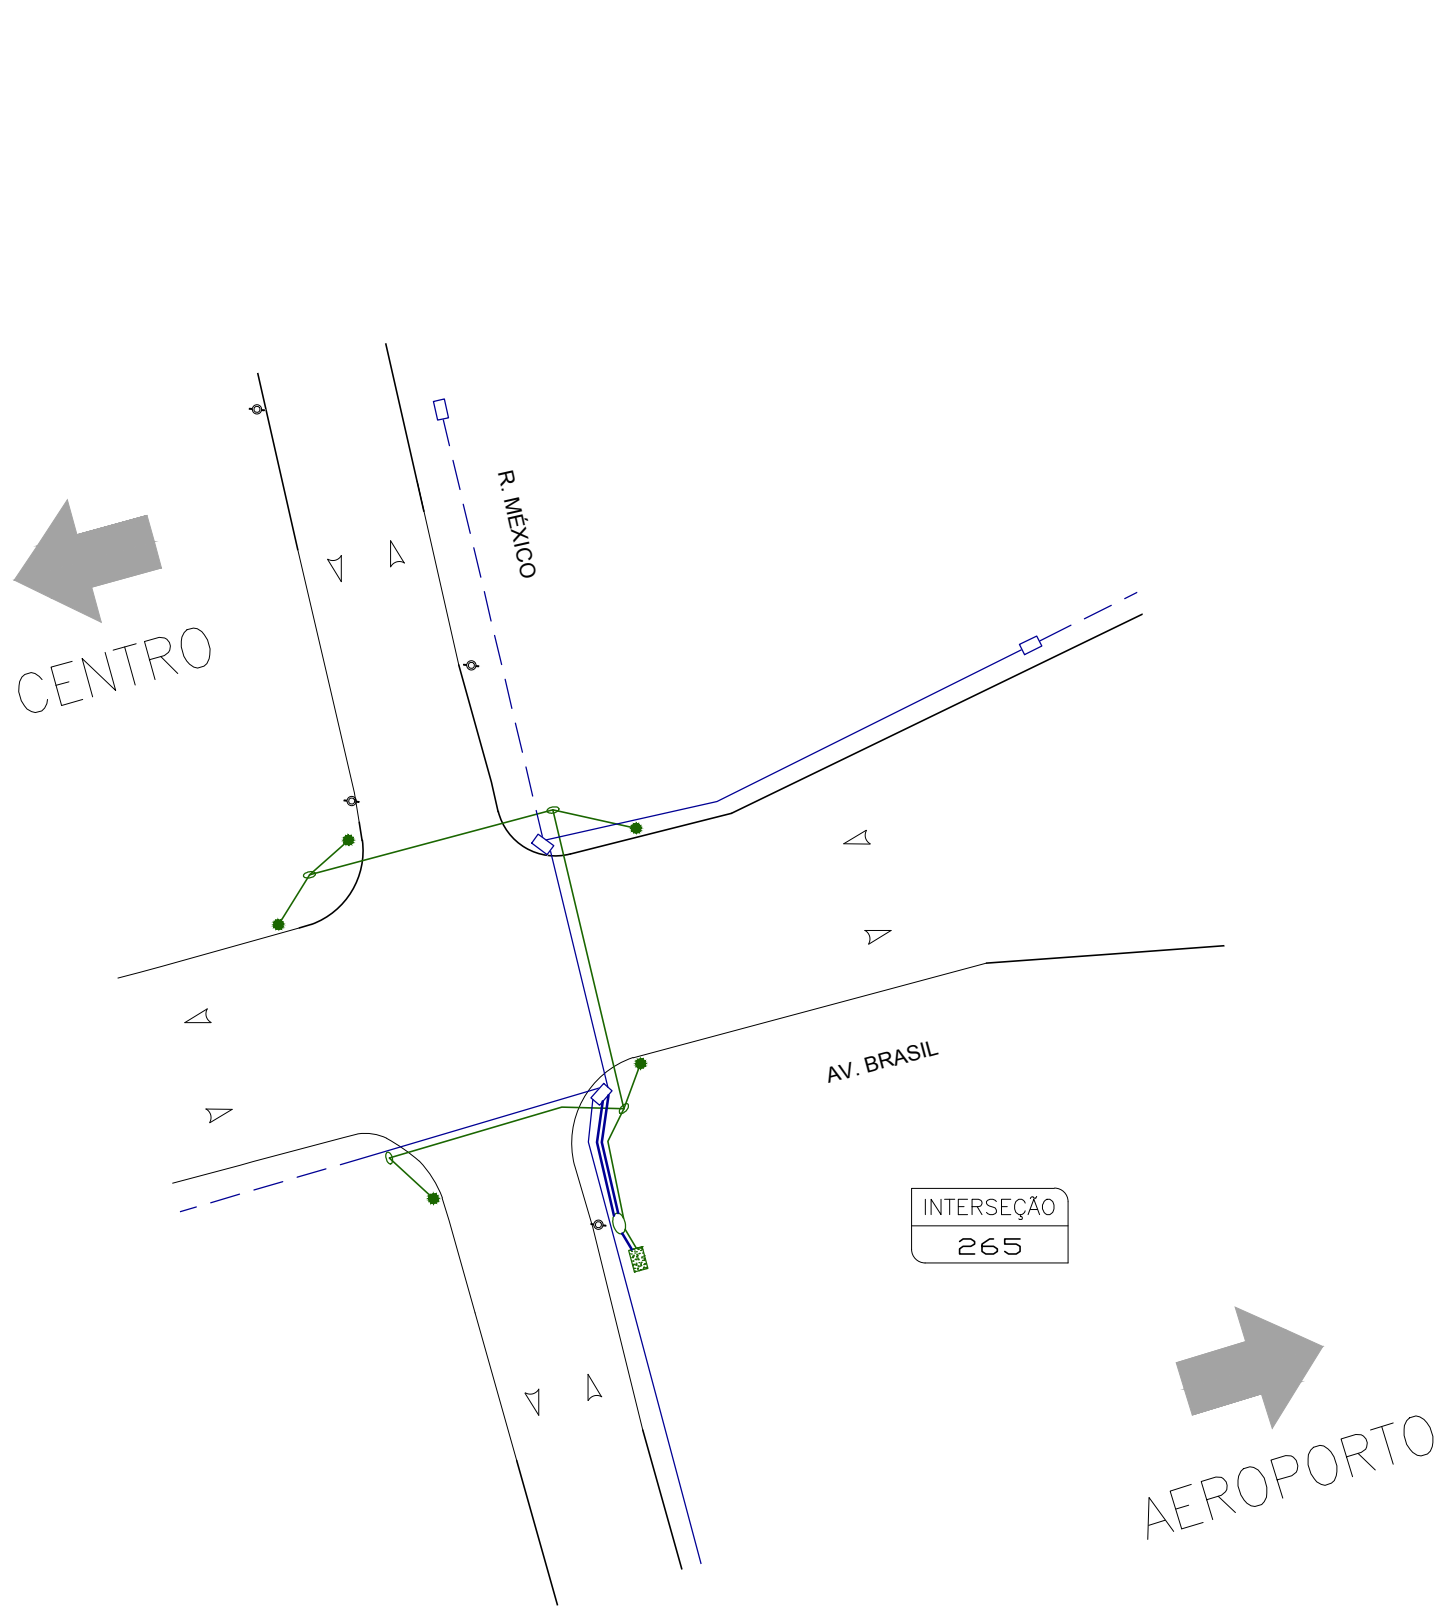 R. MÉXICO
CENTRO
AV. BRASIL
INTERSEÇÃO
265
AEROPORTO